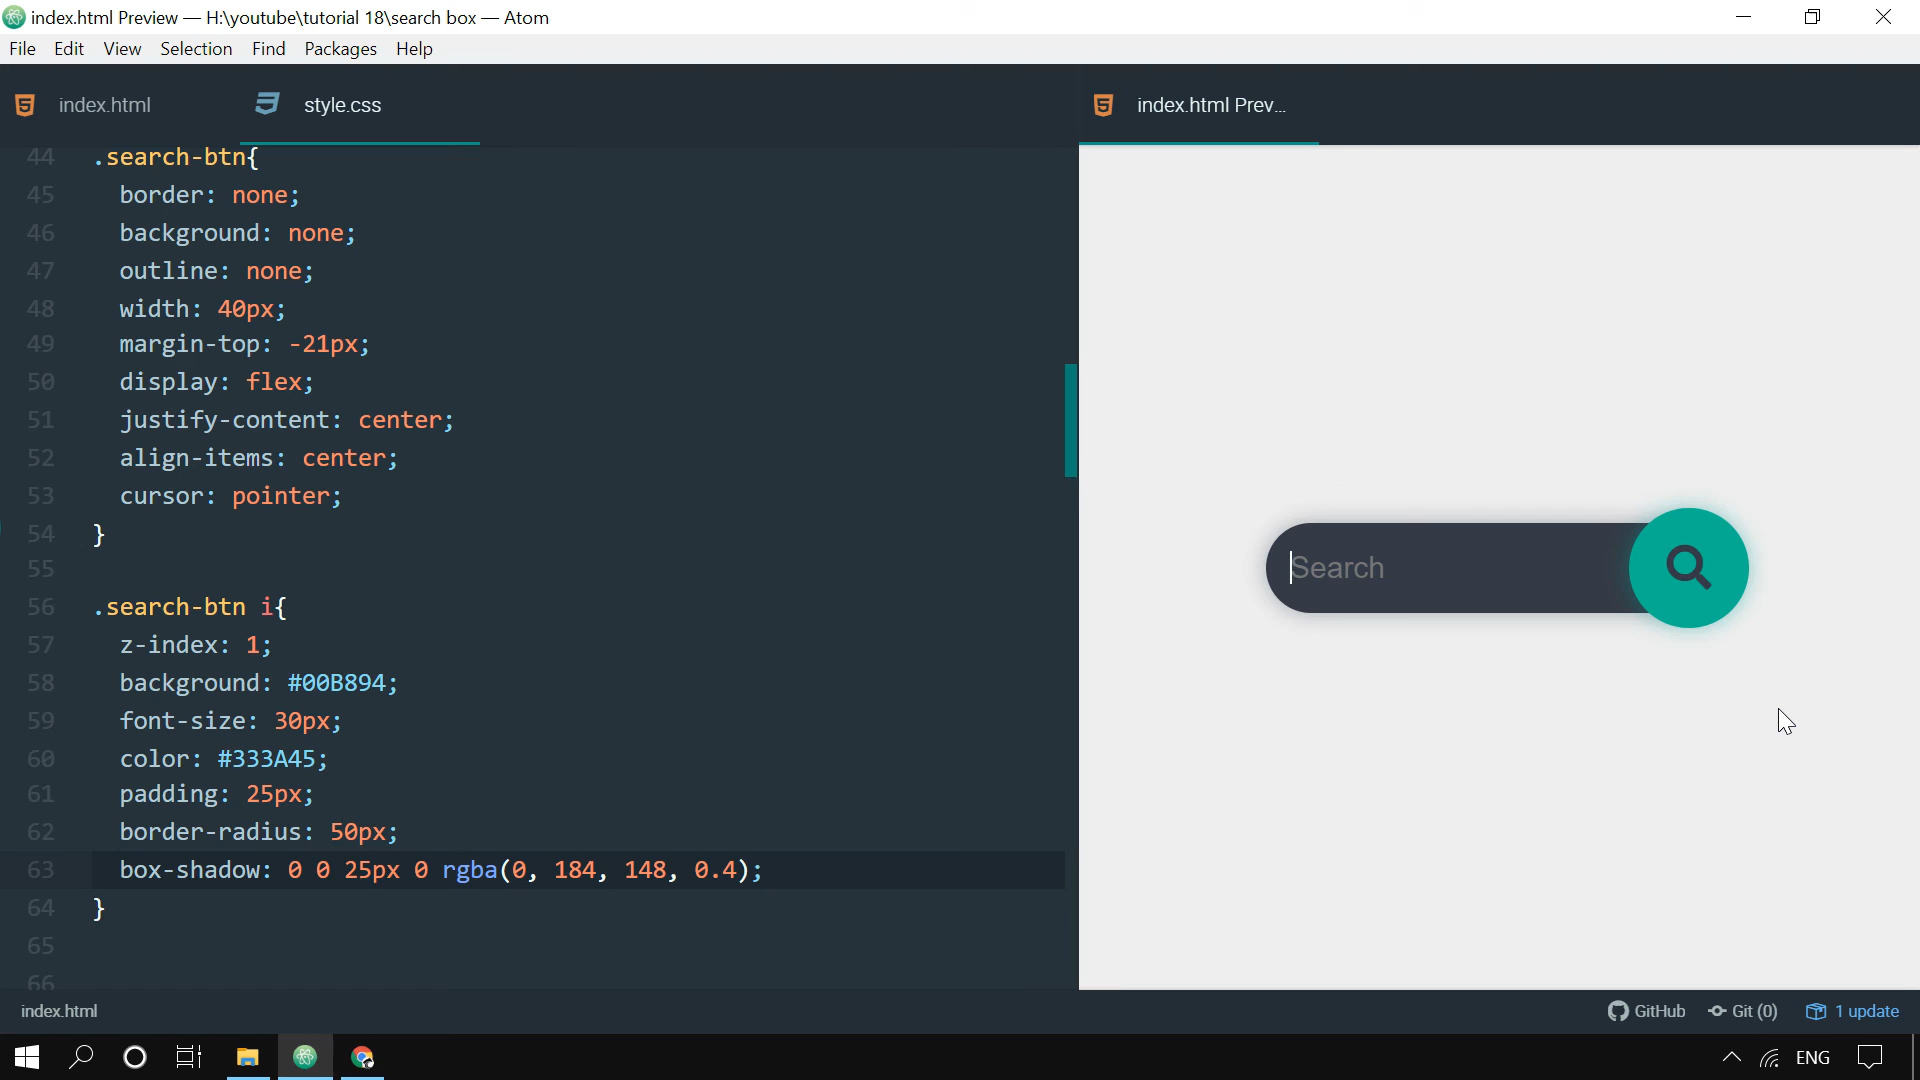 index.html Preview — H:\youtube\tutorial 18\search box — Atom
File Edit View Selection Find Packages Help
index.html style.css index.html Prev...
44 .search-btn{
45 border: none;
46 background: none;
47 outline: none;
48 width: 40px;
49 margin-top: -21px;
50 display: flex;
51 justify-content: center;
52 align-items: center;
53 cursor: pointer;
54 }
55
56 .search-btn i{
57 z-index: 1;
58 background: #00B894;
59 font-size: 30px;
60 color: #333A45;
61 padding: 25px;
62 border-radius: 50px;
63 box-shadow: 0 0 25px 0 rgba(0, 184, 148, 0.4);
64 }
65
66
Search
index.html GitHub Git (0) 1 update
ENG